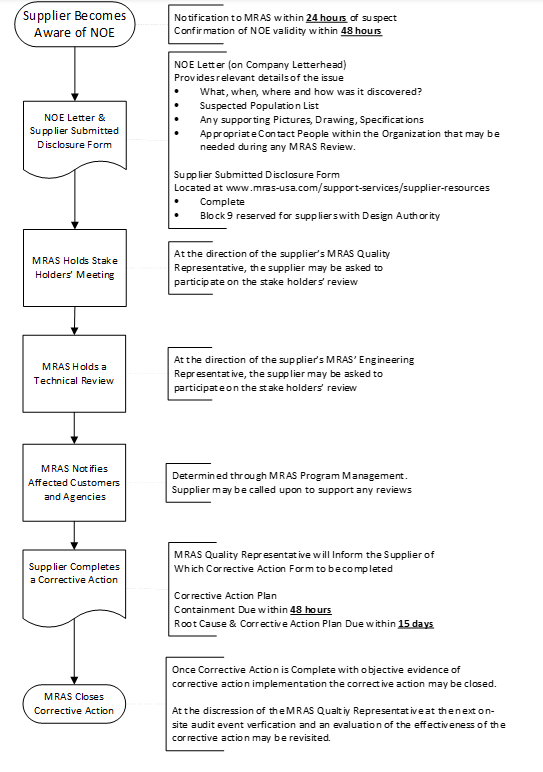 Supplier Becomes
Aware of NOE
Notification to MRAS within 24 hours of suspect
Confirmation of NOE validity within 48 hours
NOE Letter &
Supplier Submitted
Disclosure Form
NOE Letter (on Company Letterhead)
Provides relevant details of the issue
• What, when, where and how was it discovered?
• Suspected Population List
• Any supporting Pictures, Drawing, Specifications
• Appropriate Contact People within the Organization that may be
needed during any MRAS Review.
Supplier Submitted Disclosure Form
Located at www.mras-usa.com/support-services/supplier-resources
• Complete
• Block 9 reserved for suppliers with Design Authority
MRAS Holds Stake
Holders' Meeting
At the direction of the supplier's MRAS Quality
Representative, the supplier may be asked to
participate on the stake holders' review
MRAS Holds a
Technical Review
At the direction of the supplier's MRAS' Engineering
Representative, the supplier may be asked to
participate on the stake holders' review
MRAS Notifies
Affected Customers
and Agencies
Determined through MRAS Program Management.
Supplier may be called upon to support any reviews
Supplier Completes
a Corrective Action
MRAS Quality Representative will Inform the Supplier of
Which Corrective Action Form to be completed
Corrective Action Plan
Containment Due within 48 hours
Root Cause & Corrective Action Plan Due within 15 days
MRAS Closes
Corrective Action
Once Corrective Action is Complete with objective evidence of
corrective action implementation the corrective action may be closed.
At the discression of the MRAS Qualtiy Representative at the next on-
site audit event verfication and an evaluation of the effectiveness of the
corrective action may be revisited.